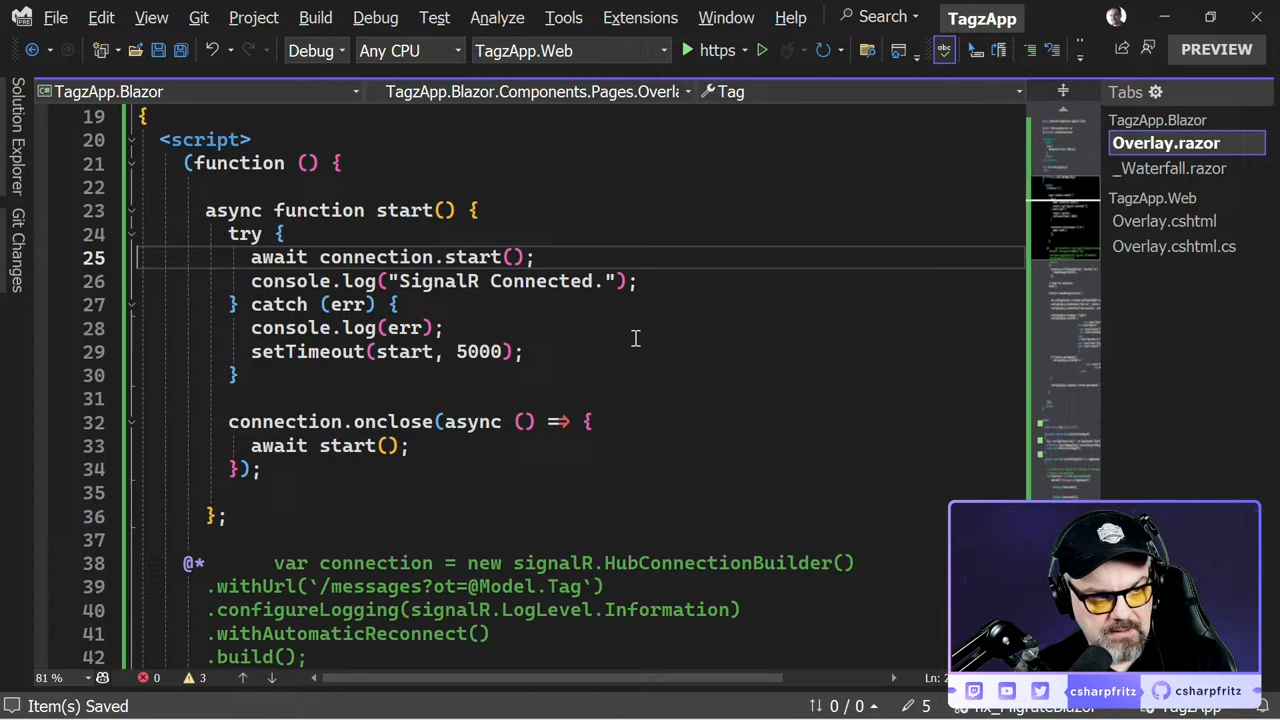 File Edit View Git Project Build Debug Test Analyze Tools Extensions Window Help Search TagzApp
Debug Any CPU TagzApp.Web https PREVIEW
TagzApp.Blazor TagzApp.Blazor.Components.Pages.Overla Tag
Tabs
TagzApp.Blazor
Overlay.razor
_Waterfall.razor
TagzApp.Web
Overlay.cshtml
Overlay.cshtml.cs
Solution Explorer
Git Changes
19 {
20 <script>
21 (function () {
22
23 async function start() {
24 try {
25 await connection.start();
26 console.log("SignalR Connected.");
27 } catch (err) {
28 console.log(err);
29 setTimeout(start, 5000);
30 }
31
32 connection.onclose(async () => {
33 await start();
34 });
35
36 };
37
38 @* var connection = new signalR.HubConnectionBuilder()
39 .withUrl(`/messages?ot=@Model.Tag`)
40 .configureLogging(signalR.LogLevel.Information)
41 .withAutomaticReconnect()
42 .build();
81 % 0 3
Item(s) Saved 0 / 0 5 TagzApp
csharpfritz csharpfritz